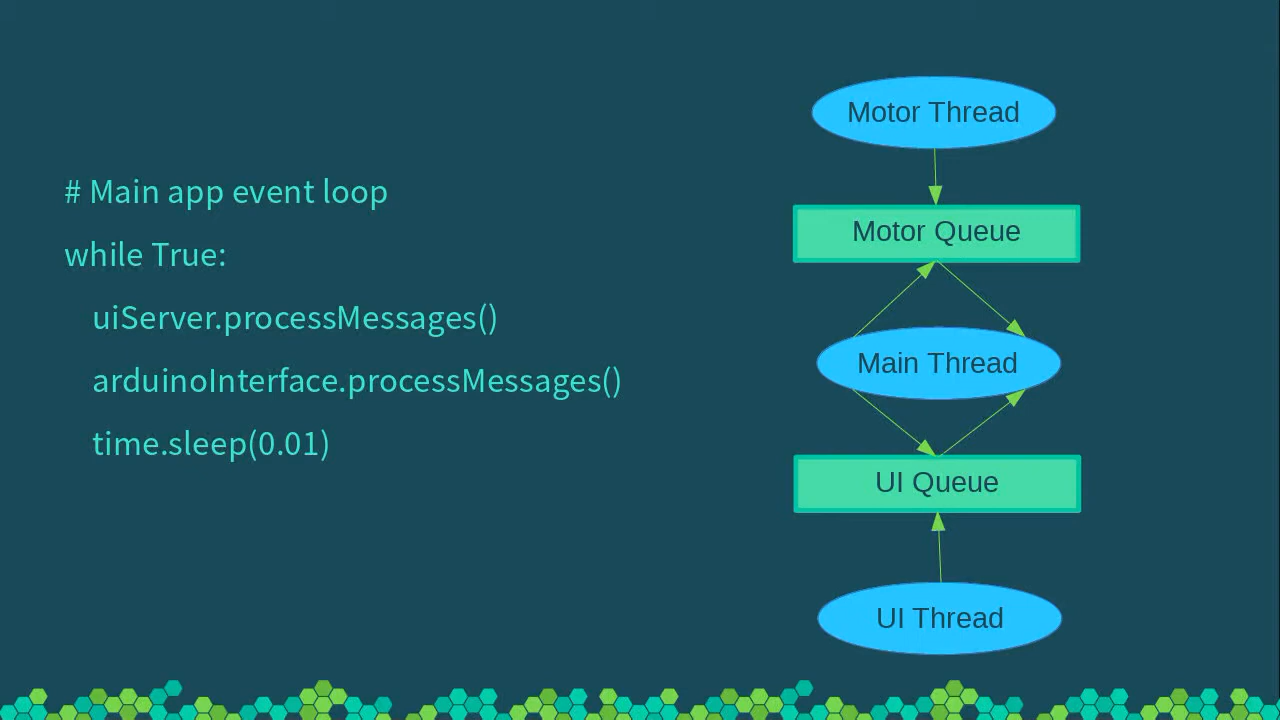 # Main app event loop
while True:
    uiServer.processMessages()
    arduinoInterface.processMessages()
    time.sleep(0.01)
Motor Thread
Motor Queue
Main Thread
UI Queue
UI Thread